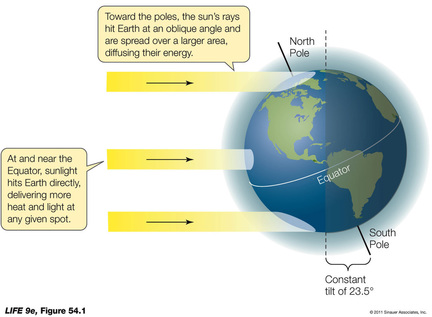 Toward the poles, the sun's rays
hit Earth at an oblique angle and
are spread over a larger area,
diffusing their energy.
North
Pole
At and near the
Equator, sunlight
hits Earth directly,
delivering more
heat and light at
any given spot.
Equator
South
Pole
Constant
tilt of 23.5°
LIFE 9e, Figure 54.1
© 2011 Sinauer Associates, Inc.